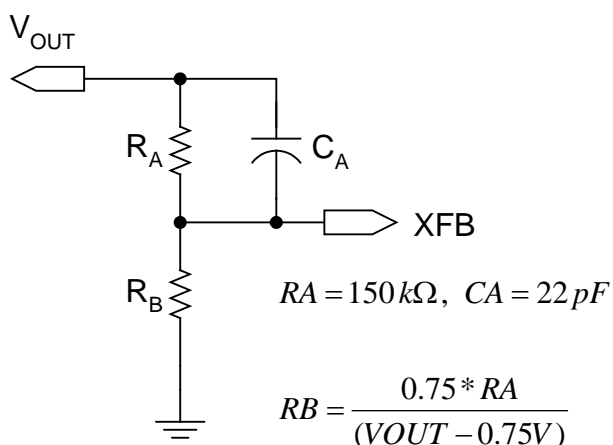 V_OUT
R_A
C_A
XFB
R_B
RA = 150 kΩ, CA = 22 pF
RB = 0.75 * RA / (VOUT − 0.75V)